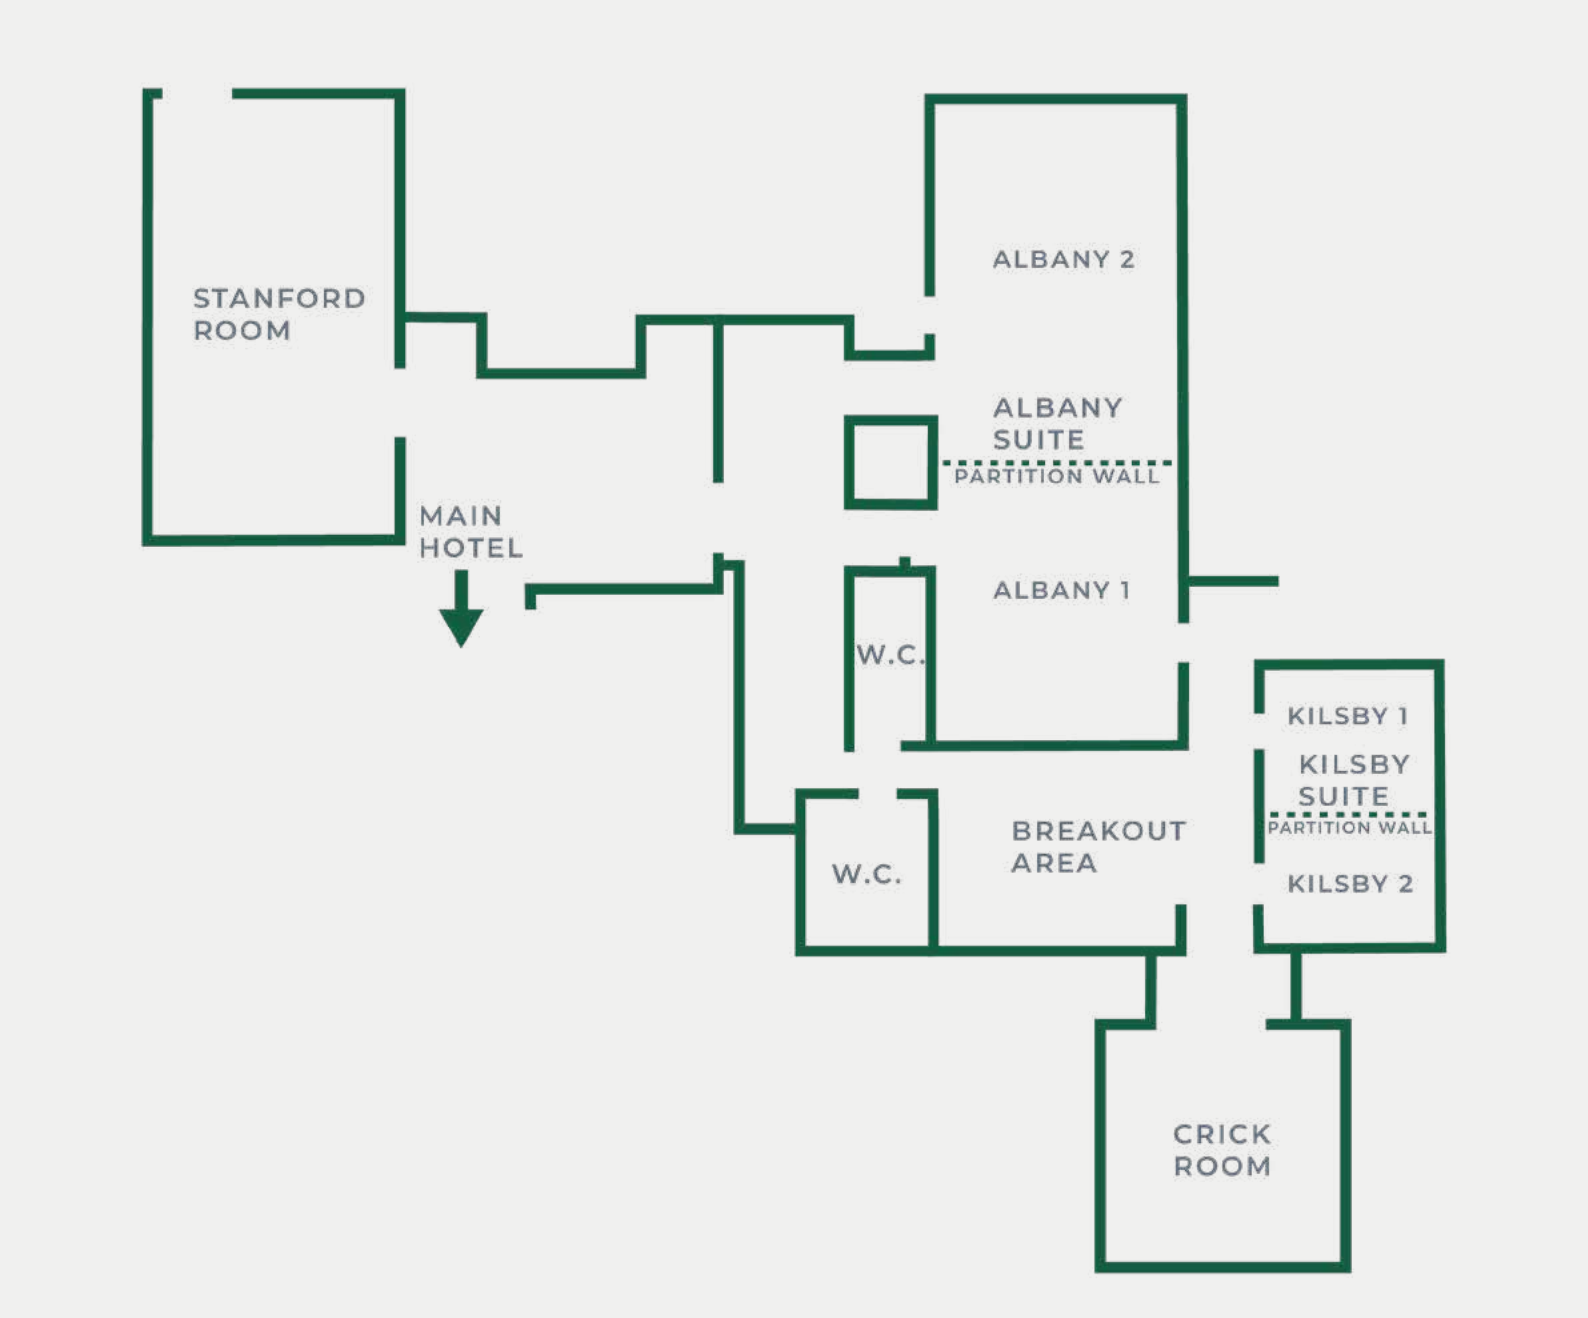 STANFORD
ROOM
MAIN
HOTEL
ALBANY 2
ALBANY
SUITE
PARTITION WALL
ALBANY 1
W.C.
W.C.
BREAKOUT
AREA
KILSBY 1
KILSBY
SUITE
PARTITION WALL
KILSBY 2
CRICK
ROOM